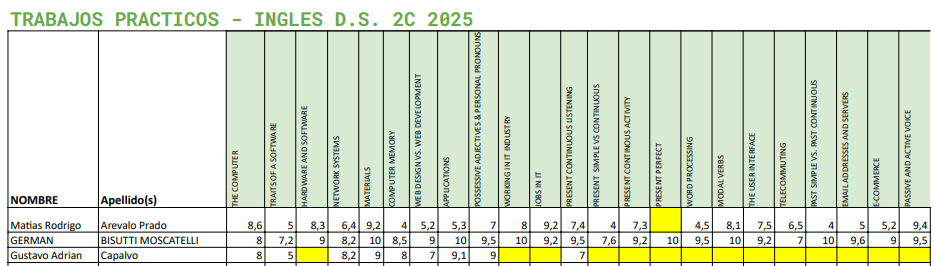 TRABAJOS PRACTICOS - INGLES D.S. 2C 2025
NOMBRE Apellido(s) THE COMPUTER TRAITS OF A SOFTWARE HARDWARE AND SOFTWARE NETWORK SYSTEMS MATERIALS COMPUTER MEMORY WEB DESIGN VS. WEB DEVELOPMENT APPLICATIONS POSSESSIVE ADJECTIVES & PERSONAL PRONOUNS WORKING IN IT INDUSTRY JOBS IN IT PRESENT CONTINUOUS LISTENING PRESENT SIMPLE VS CONTINUOUS PRESENT CONTINOUS ACTIVITY PRESENT PERFECT WORD PROCESSING MODAL VERBS THE USER INTERFACE TELECOMMUTING PAST SIMPLE VS. PAST CONTINUOUS EMAIL ADDRESSES AND SERVERS E-COMMERCE PASSIVE AND ACTIVE VOICE
Matias Rodrigo Arevalo Prado 8,6 5 8,3 6,4 9,2 4 5,2 5,3 7 8 9,2 7,4 4 7,3 4,5 8,1 7,5 6,5 4 5 5,2 9,4
GERMAN BISUTTI MOSCATELLI 8 7,2 9 8,2 10 8,5 9 10 9,5 10 9,2 9,5 7,6 9,2 10 9,5 10 9,2 7 10 9,6 9 9,5
Gustavo Adrian Capalvo 8 5 8,2 9 8 7 9,1 9 7